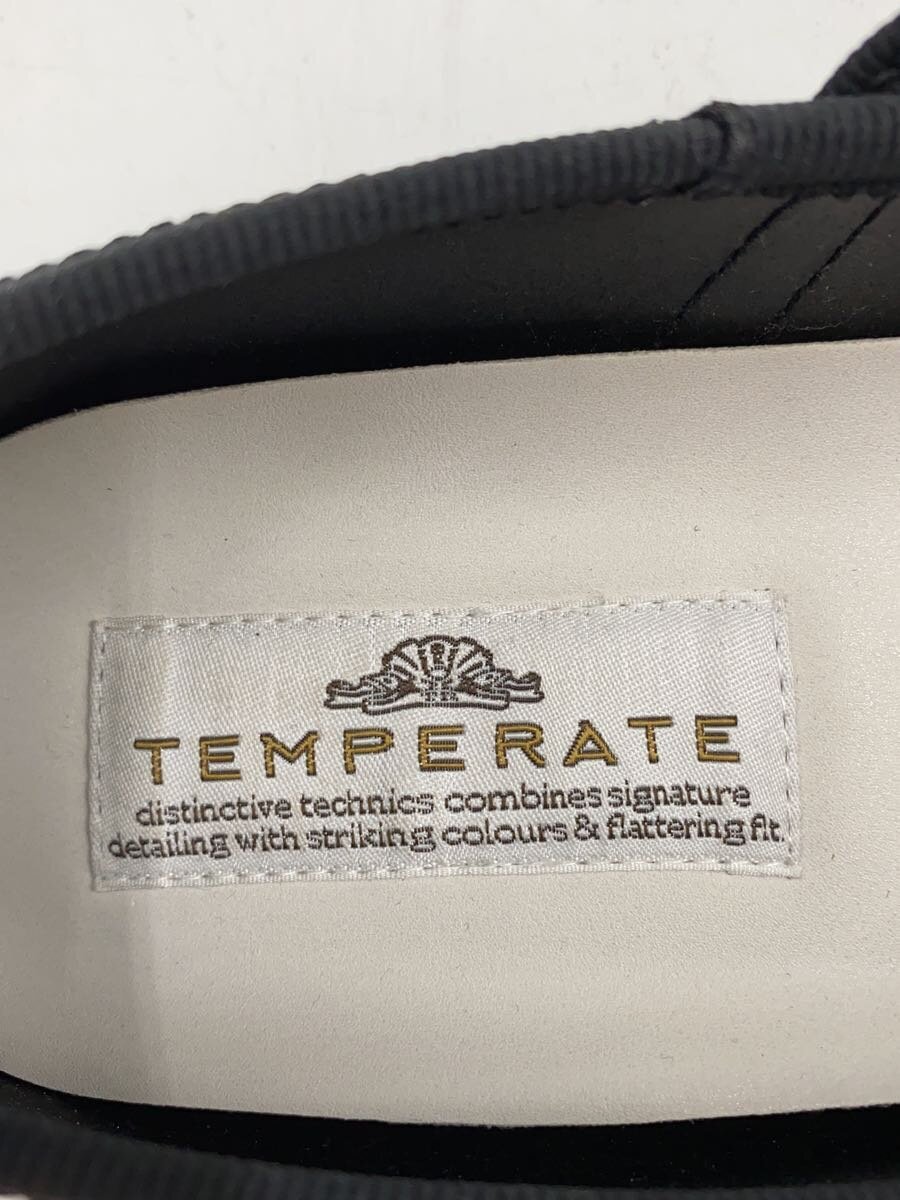 TEMPERATE
distinctive technics combines signature
detailing with striking colours & flattering fit.